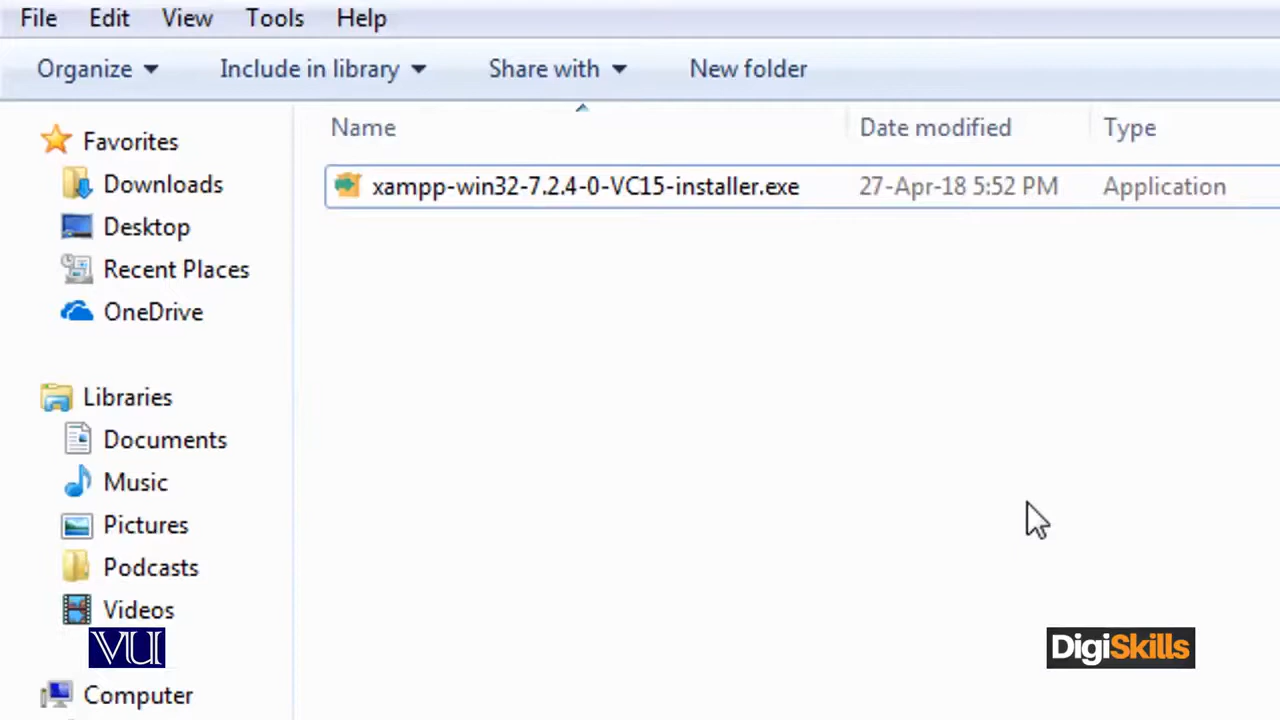 File Edit View Tools Help
Organize Include in library Share with New folder
Name Date modified Type
xampp-win32-7.2.4-0-VC15-installer.exe 27-Apr-18 5:52 PM Application
Favorites
Downloads
Desktop
Recent Places
OneDrive
Libraries
Documents
Music
Pictures
Podcasts
Videos
VU
DigiSkills
Computer